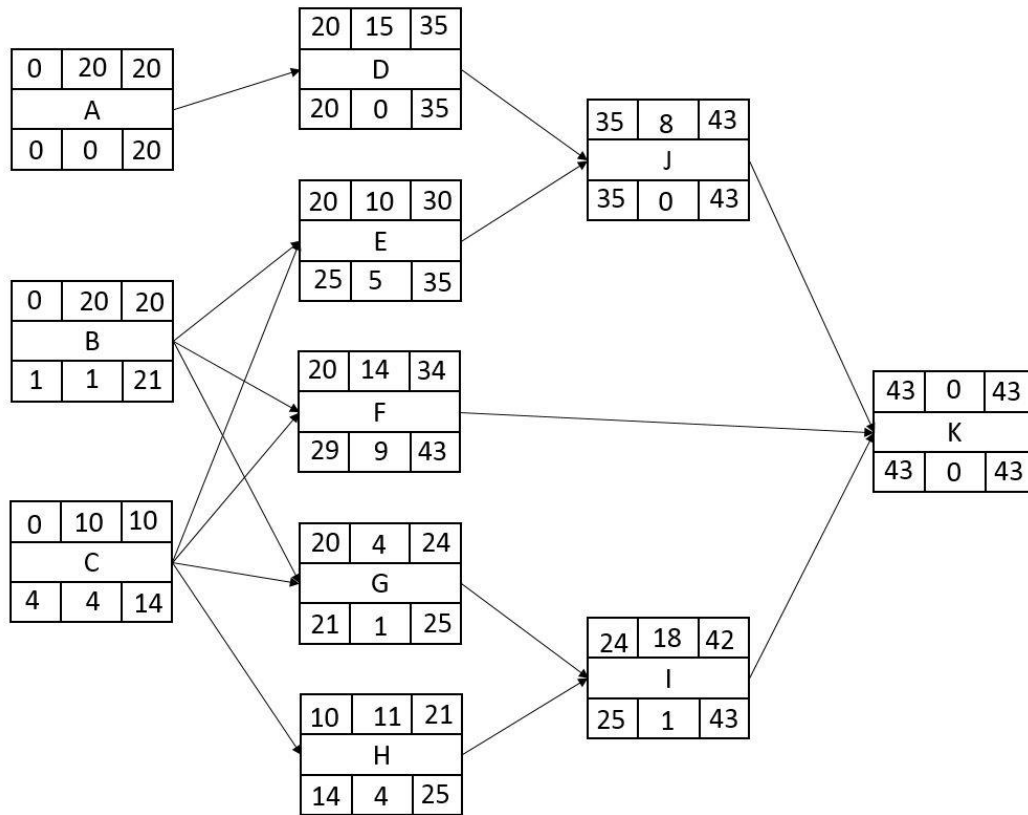 0 20 20
A
0 0 20
0 20 20
B
1 1 21
0 10 10
C
4 4 14
20 15 35
D
20 0 35
20 10 30
E
25 5 35
20 14 34
F
29 9 43
20 4 24
G
21 1 25
10 11 21
H
14 4 25
35 8 43
J
35 0 43
24 18 42
I
25 1 43
43 0 43
K
43 0 43